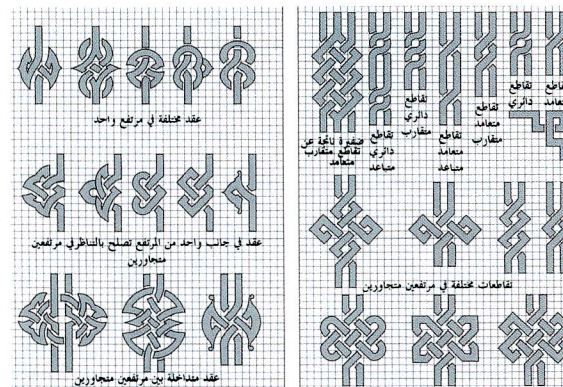 عقد مختلفة في مرتفع واحد
عقد في جانب واحد من المرتفع تصلح بالتناظر في مرتفعين
متجاورين
عقد متداخلة بين مرتفعين متجاورين
ضفيرة ناتجة عن
تقاطع متقارب
متعامد
تقاطع
دائري
متباعد
تقاطع
دائري
متقارب
تقاطع
متعامد
متباعد
تقاطع
متعامد
متقارب
تقاطع
دائري
تقاطع
متعامد
تقاطعات مختلفة في مرتفعين متجاورين